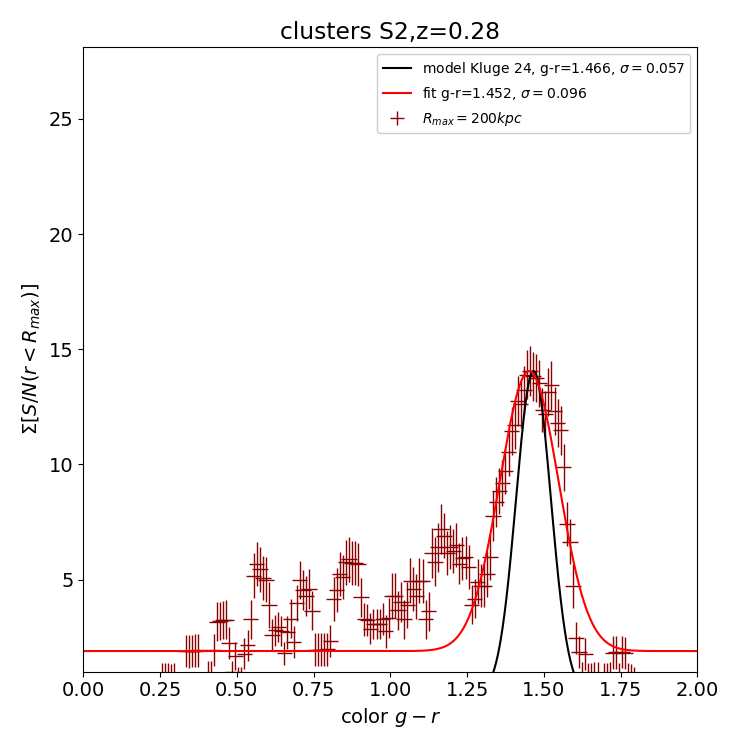 clusters S2,z=0.28
model Kluge 24, g-r=1.466, σ = 0.057
fit g-r=1.452, σ = 0.096
R_max = 200kpc
25
20
15
10
5
Σ[S/N(r < R_max)]
0.00 0.25 0.50 0.75 1.00 1.25 1.50 1.75 2.00
color g − r